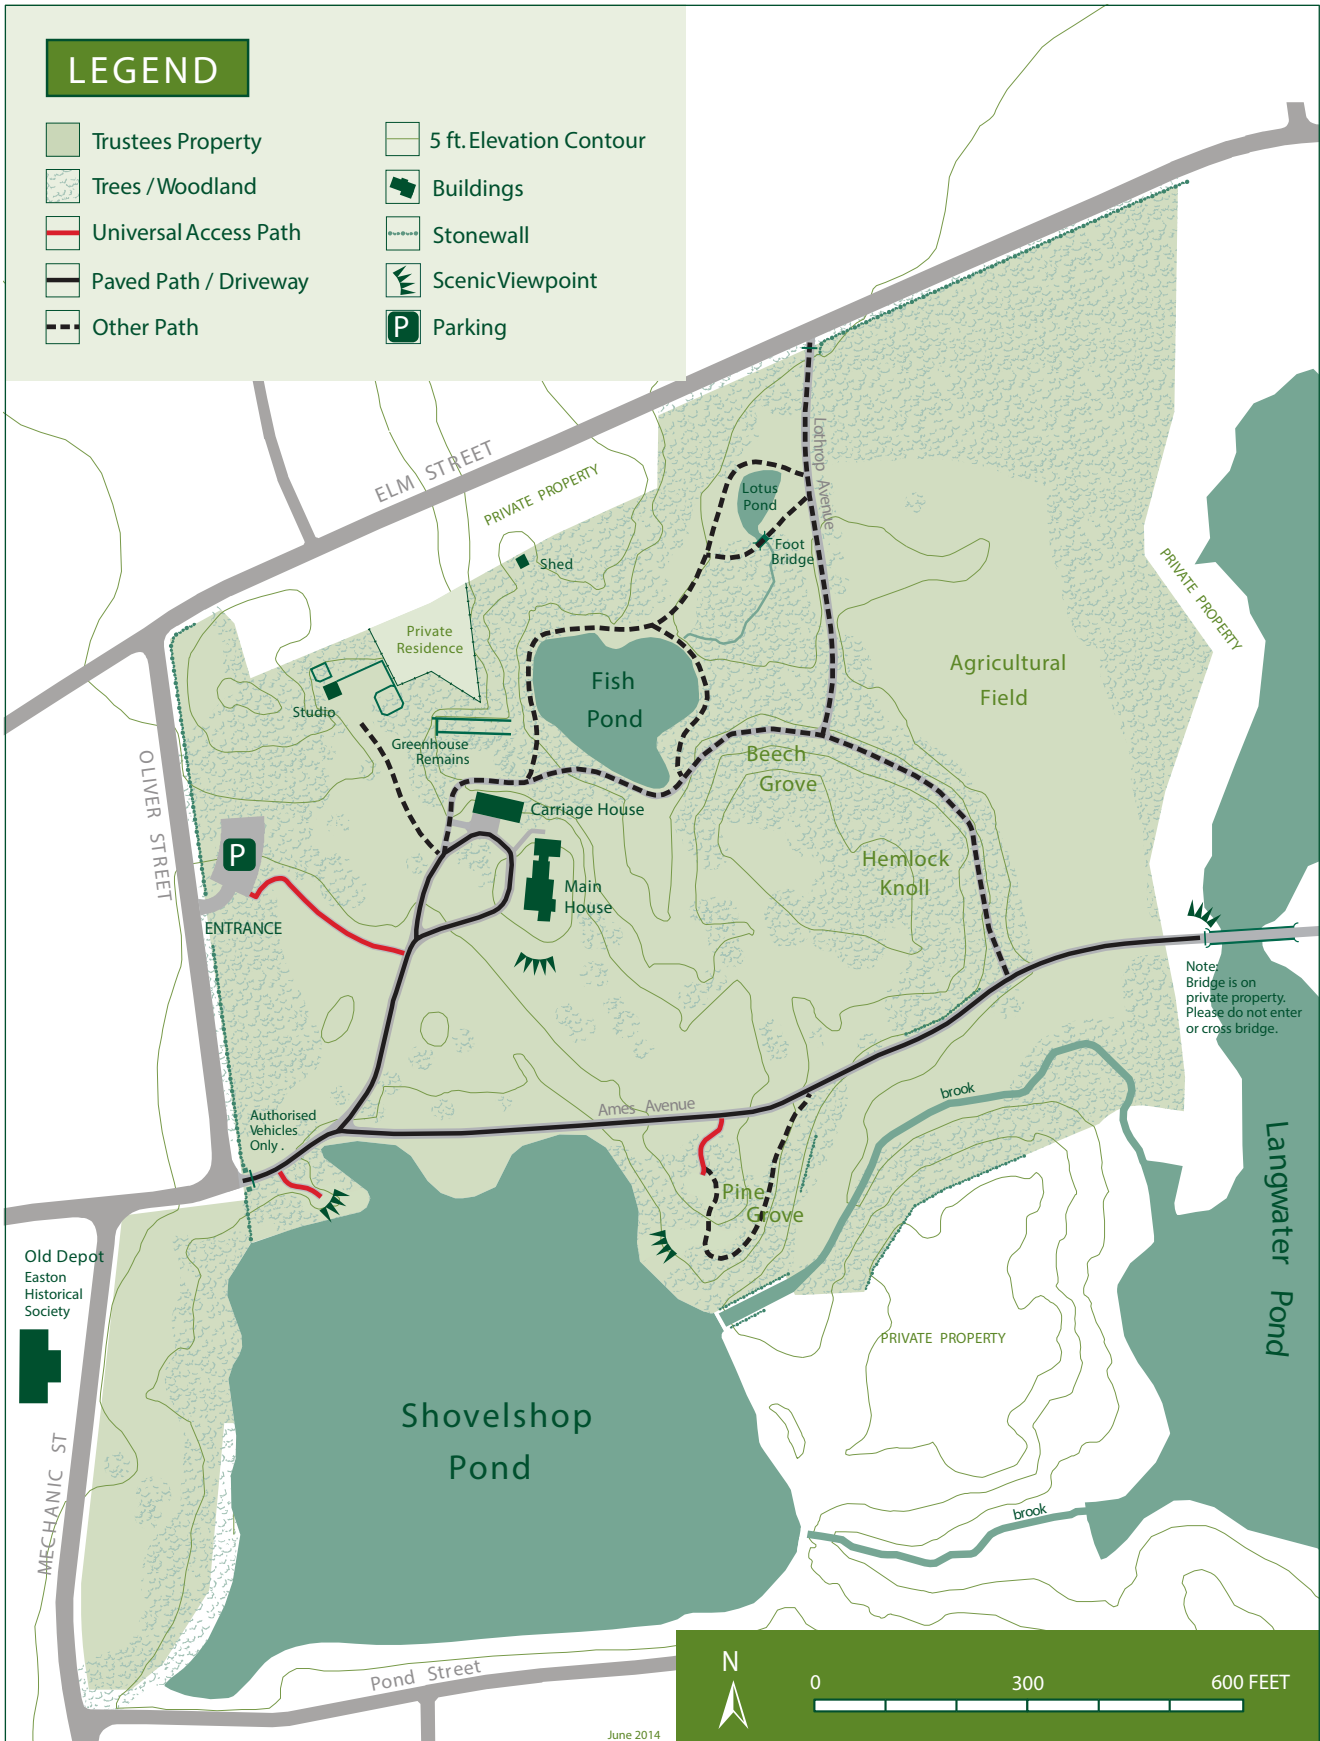 LEGEND
Trustees Property
Trees / Woodland
Universal Access Path
Paved Path / Driveway
Other Path
5 ft. Elevation Contour
Buildings
Stonewall
Scenic Viewpoint
P
Parking
ELM STREET
PRIVATE PROPERTY
Lothrop Avenue
Lotus
Pond
Foot
Bridge
Shed
PRIVATE PROPERTY
Private
Residence
Agricultural
Field
Fish
Pond
Studio
Greenhouse
Remains
Beech
Grove
OLIVER STREET
Carriage House
P
Hemlock
Knoll
Main
House
ENTRANCE
Note:
Bridge is on
private property.
Please do not enter
or cross bridge.
brook
Ames Avenue
Authorised
Vehicles
Only .
Pine
Grove
Langwater Pond
Old Depot
Easton
Historical
Society
PRIVATE PROPERTY
Shovelshop
Pond
MECHANIC ST
brook
Pond Street
N
0 300 600 FEET
June 2014